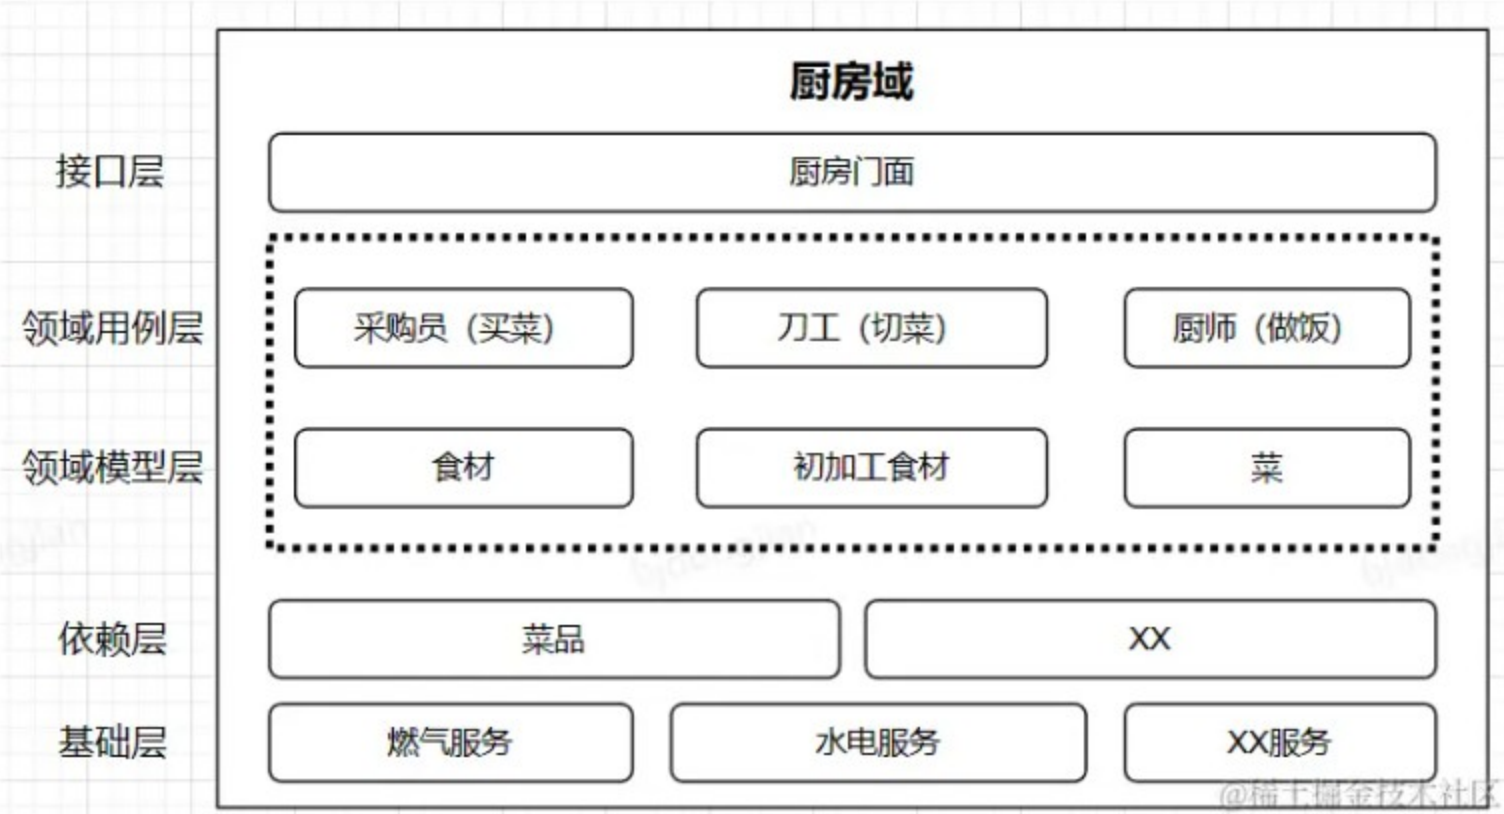 厨房域
接口层 厨房门面
领域用例层 采购员（买菜） 刀工（切菜） 厨师（做饭）
领域模型层 食材 初加工食材 菜
依赖层 菜品 XX
基础层 燃气服务 水电服务 XX服务
@稀土掘金技术社区